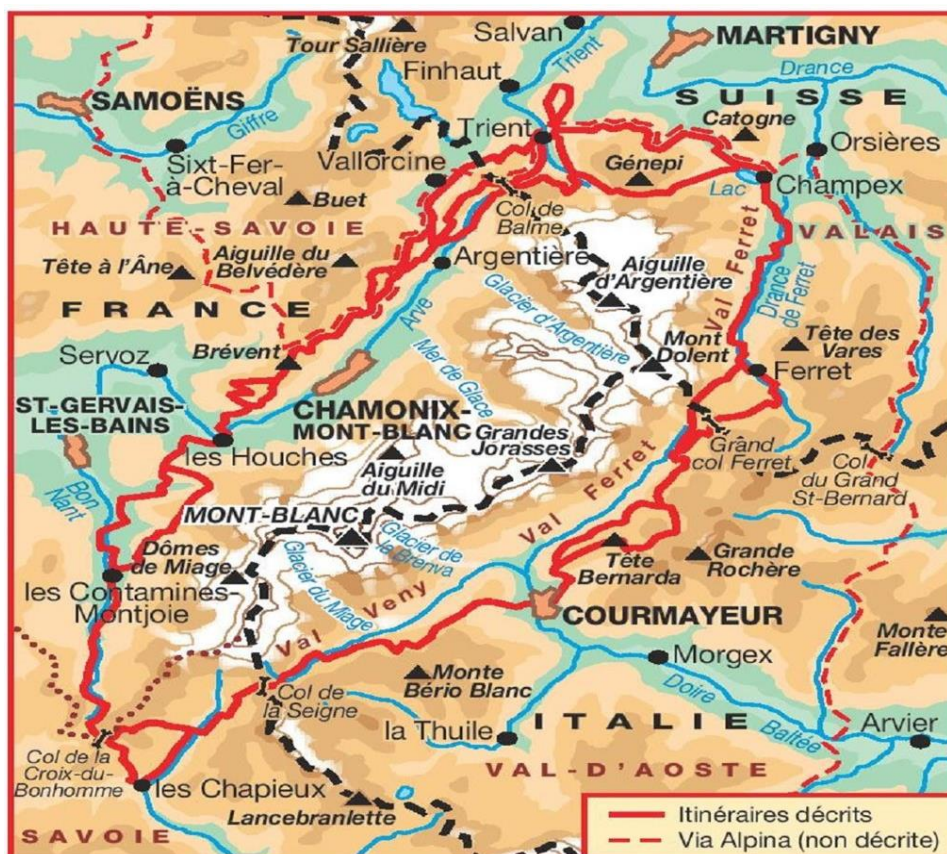 Tour Sallière
Salvan
MARTIGNY
Finhaut
Trient
Drance
SAMOËNS
SUISSE
Giffre
Trient
Catogne
Orsières
Sixt-Fer-
à-Cheval
Vallorcine
Génepi
Buet
Lac
Champex
Col de
Balme
HAUTE-SAVOIE
VALAIS
Aiguille du
Belvédère
Argentière
Tête à l'Âne
Aiguille
d'Argentière
Val Ferret
Drance
de Ferret
FRANCE
Arve
Glacier d'Argentière
Mont
Dolent
Tête des
Vares
Servoz
Brévent
Mer de Glace
Ferret
ST-GERVAIS-
LES-BAINS
CHAMONIX-
MONT-BLANC
Grandes
Jorasses
Grand
col Ferret
les Houches
Aiguille
du Midi
Val Ferret
Col
du Grand
St-Bernard
Bon
Nant
MONT-BLANC
Glacier de
la Brenva
Dômes
de Miage
Tête
Bernarda
Grande
Rochère
Glacier du Miage
les Contamines-
Montjoie
Val Veny
COURMAYEUR
Monte
Fallère
Morgex
Col de
la Seigne
Monte
Bério Blanc
Doire
Baltée
la Thuile
ITALIE
Arvier
Col de la
Croix-du-
Bonhomme
les Chapieux
VAL-D'AOSTE
Lancebranlette
SAVOIE
Itinéraires décrits
Via Alpina (non décrite)